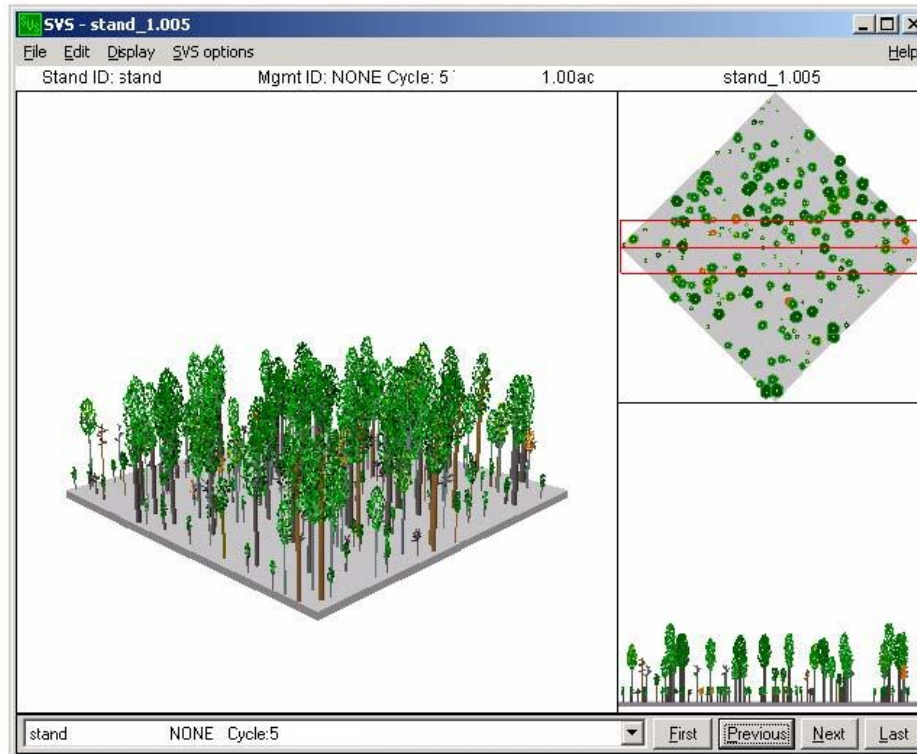 SVS - stand_1.005
File Edit Display SVS options Help
Stand ID: stand Mgmt ID: NONE Cycle: 5 1.00ac stand_1.005
stand NONE Cycle:5 First Previous Next Last